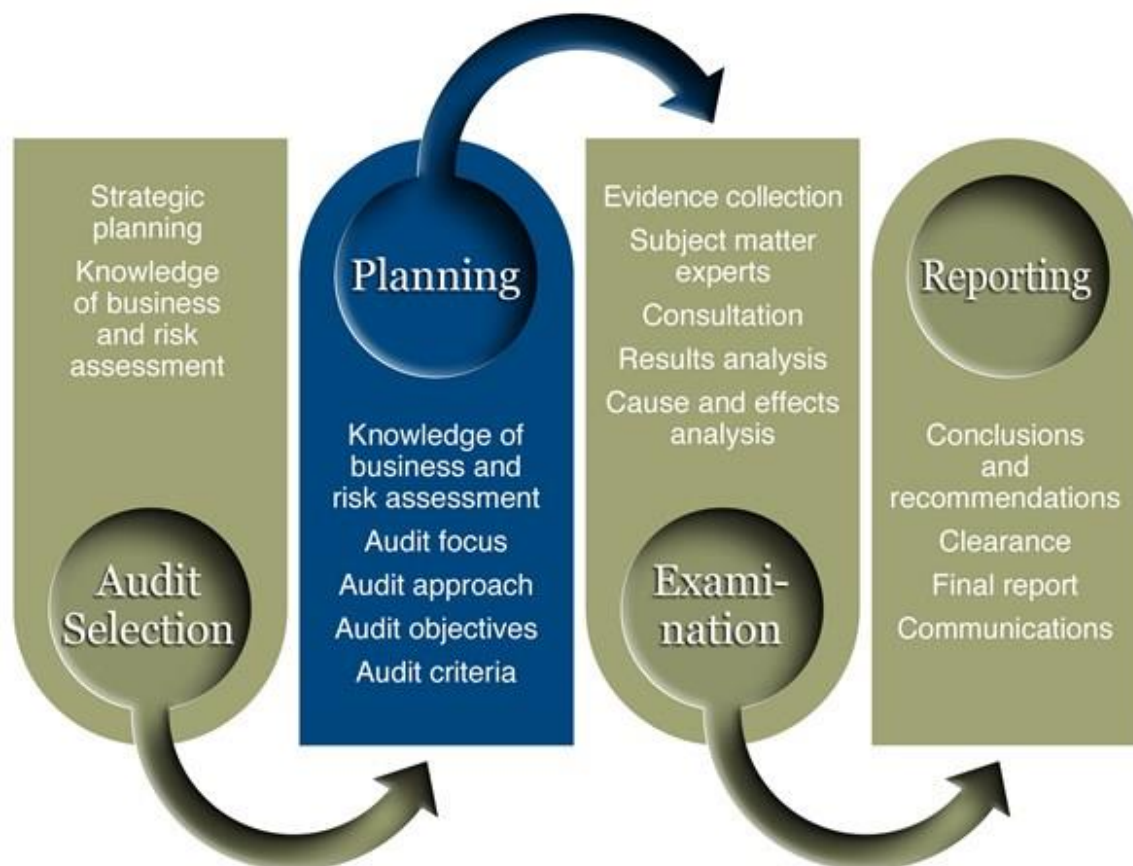 Strategic
planning
Knowledge
of business
and risk
assessment
Audit
Selection
Planning
Knowledge of
business and
risk assessment
Audit focus
Audit approach
Audit objectives
Audit criteria
Evidence collection
Subject matter
experts
Consultation
Results analysis
Cause and effects
analysis
Exami-
nation
Reporting
Conclusions
and
recommendations
Clearance
Final report
Communications